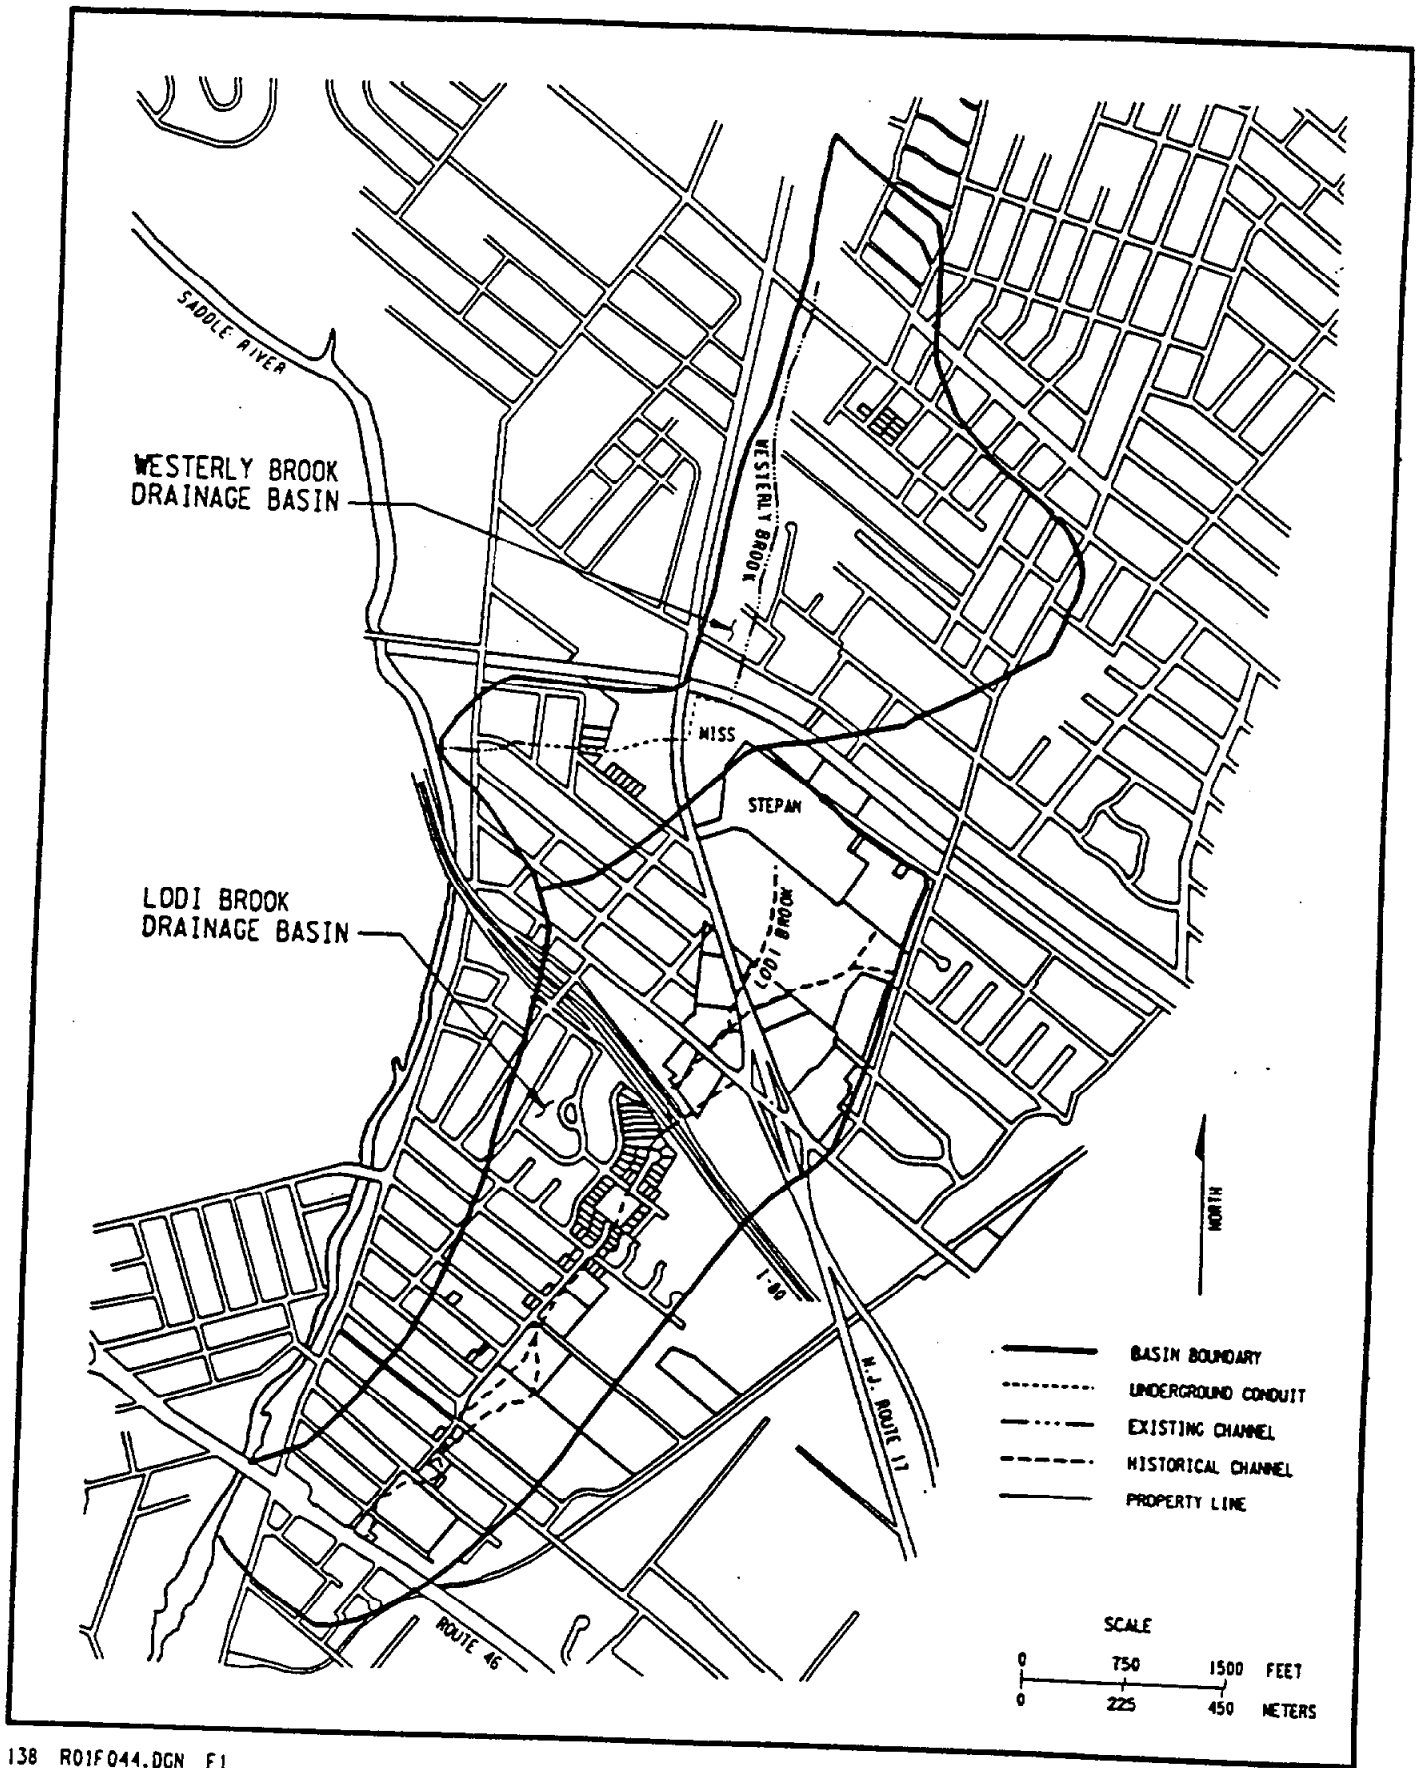 SADDLE RIVER
WESTERLY BROOK
DRAINAGE BASIN
WESTERLY BROOK
MISS
STEPAN
LODI BROOK
LODI BROOK
DRAINAGE BASIN
NORTH
I-80
N.J. ROUTE 17
BASIN BOUNDARY
UNDERGROUND CONDUIT
EXISTING CHANNEL
HISTORICAL CHANNEL
PROPERTY LINE
ROUTE 46
SCALE
0 750 1500 FEET
0 225 450 METERS
138 R01F044.DGN F1